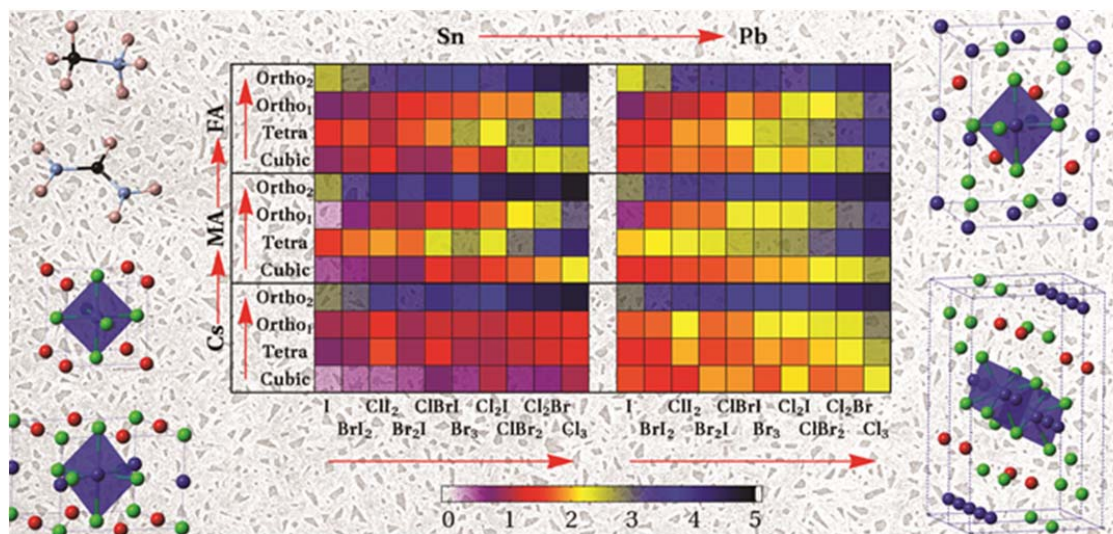 Sn Pb
FA
Ortho₂
Ortho₁
Tetra
Cubic
MA
Ortho₂
Ortho₁
Tetra
Cubic
Cs
Ortho₂
Ortho₁
Tetra
Cubic
I ClI₂ ClBrI Cl₂I Cl₂Br I ClI₂ ClBrI Cl₂I Cl₂Br
BrI₂ Br₂I Br₃ ClBr₂ Cl₃ BrI₂ Br₂I Br₃ ClBr₂ Cl₃
0 1 2 3 4 5